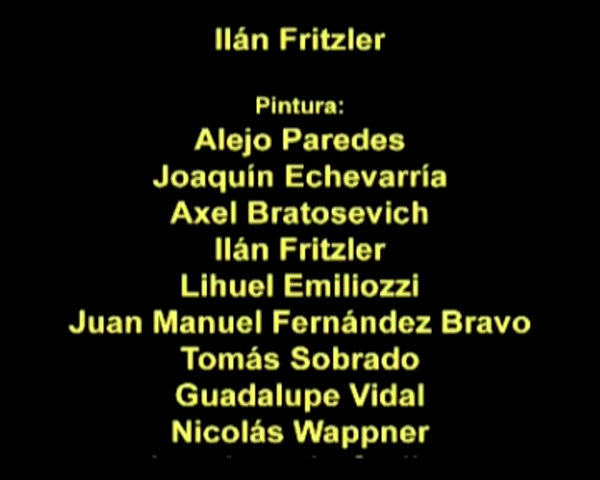 Ilán Fritzler
Pintura:
Alejo Paredes
Joaquín Echevarría
Axel Bratosevich
Ilán Fritzler
Lihuel Emiliozzi
Juan Manuel Fernández Bravo
Tomás Sobrado
Guadalupe Vidal
Nicolás Wappner